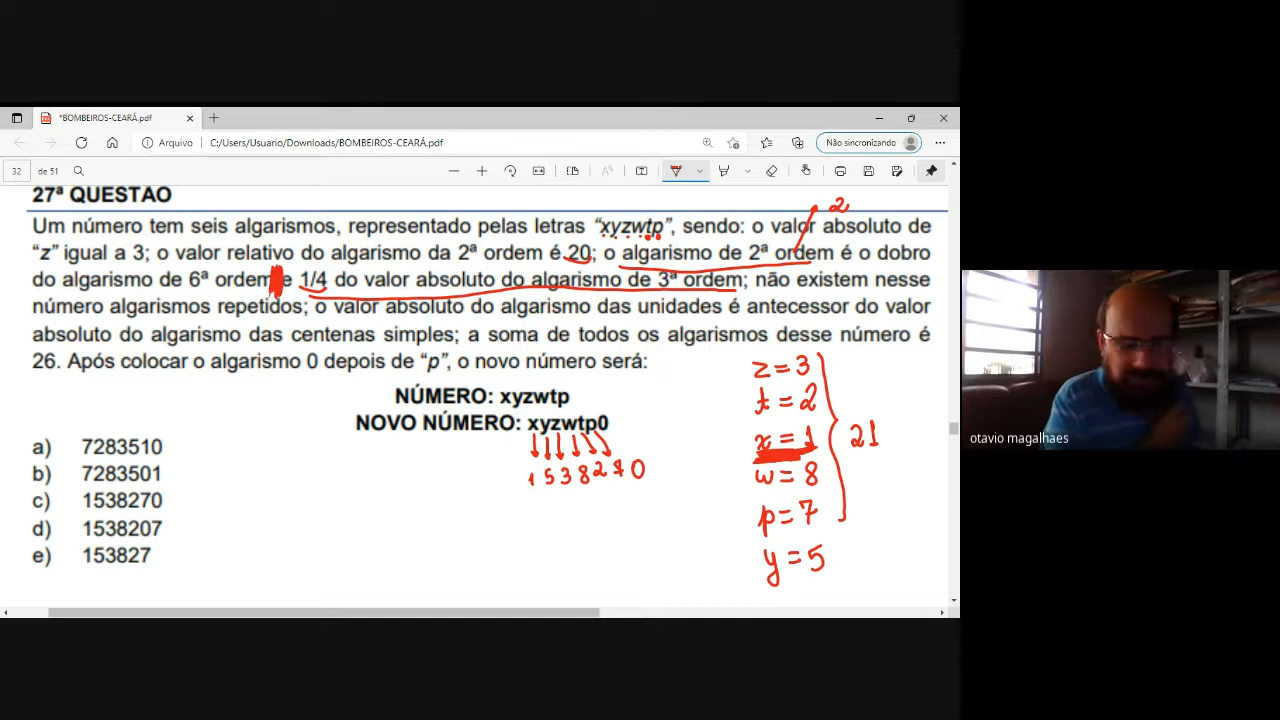 *BOMBEIROS-CEARÁ.pdf
Arquivo C:/Users/Usuario/Downloads/BOMBEIROS-CEARÁ.pdf Não sincronizando
32 de 51
27ª QUESTAO
2
Um número tem seis algarismos, representado pelas letras “xyzwtp”, sendo: o valor absoluto de
“z” igual a 3; o valor relativo do algarismo da 2ª ordem é 20; o algarismo de 2ª ordem é o dobro
do algarismo de 6ª ordem e 1/4 do valor absoluto do algarismo de 3ª ordem; não existem nesse
número algarismos repetidos; o valor absoluto do algarismo das unidades é antecessor do valor
absoluto do algarismo das centenas simples; a soma de todos os algarismos desse número é
26. Após colocar o algarismo 0 depois de “p”, o novo número será:
NÚMERO: xyzwtp
NOVO NÚMERO: xyzwtp0
1538270
a) 7283510
b) 7283501
c) 1538270
d) 1538207
e) 153827
z = 3
t = 2
x = 1
w = 8
p = 7
21
y = 5
otavio magalhaes